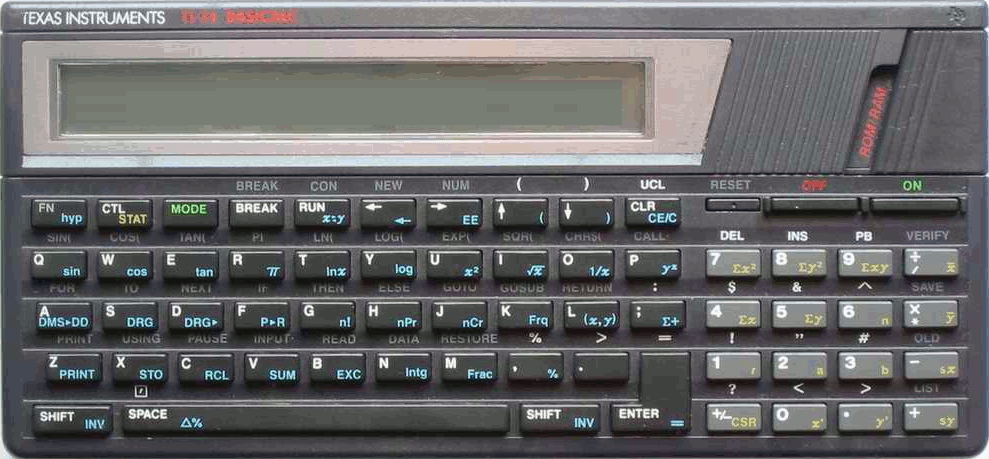 TEXAS INSTRUMENTS TI-74 BASICALC
ROM/RAM
BREAK CON NEW NUM ( ) UCL RESET OFF ON
FN hyp CTL STAT MODE BREAK RUN x:y ← ← → EE ↑ ( ↓ ) CLR CE/C
SIN( COS( TAN( PI LN( LOG( EXP( SQR( CHR$( CALL DEL INS PB VERIFY
Q sin W cos E tan R π T lnx Y log U x² I √x O 1/x P yˣ 7 Σx² 8 Σy² 9 Σxy ÷ / x̅
FOR TO NEXT IF THEN ELSE GOTO GOSUB RETURN : $ & ^ SAVE
A DMS▸DD S DRG D DRG▸ F P▸R G n! H nPr J nCr K Frq L (x,y) ; Σ+ 4 Σx 5 Σy 6 n × * y̅
PRINT USING PAUSE INPUT READ DATA RESTORE % > = ! " # OLD
Z PRINT X STO C RCL V SUM B EXC N Intg M Frac , % . 1 r 2 a 3 b − sx
? < > LIST
SHIFT INV SPACE Δ% SHIFT INV ENTER = +/− CSR 0 x' . y' + sy